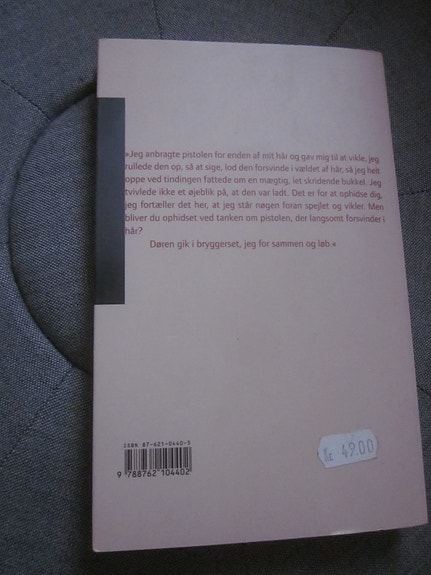 »Jeg anbragte pistolen for enden af mit hår og gav mig til at vikle, jeg
rullede den op, så at sige, lod den forsvinde i vældet af hår, så jeg helt
oppe ved tindingen fattede om en mægtig, let skridende bukkel. Jeg
tvivlede ikke et øjeblik på, at den var ladt. Det er for at ophidse dig,
jeg fortæller det her, at jeg står nøgen foran spejlet og vikler. Men
bliver du ophidset ved tanken om pistolen, der langsomt forsvinder i
hår?
Døren gik i bryggerset, jeg for sammen og løb.«
ISBN 87-621-0440-3
9 788762 104402
Kr. 49.00